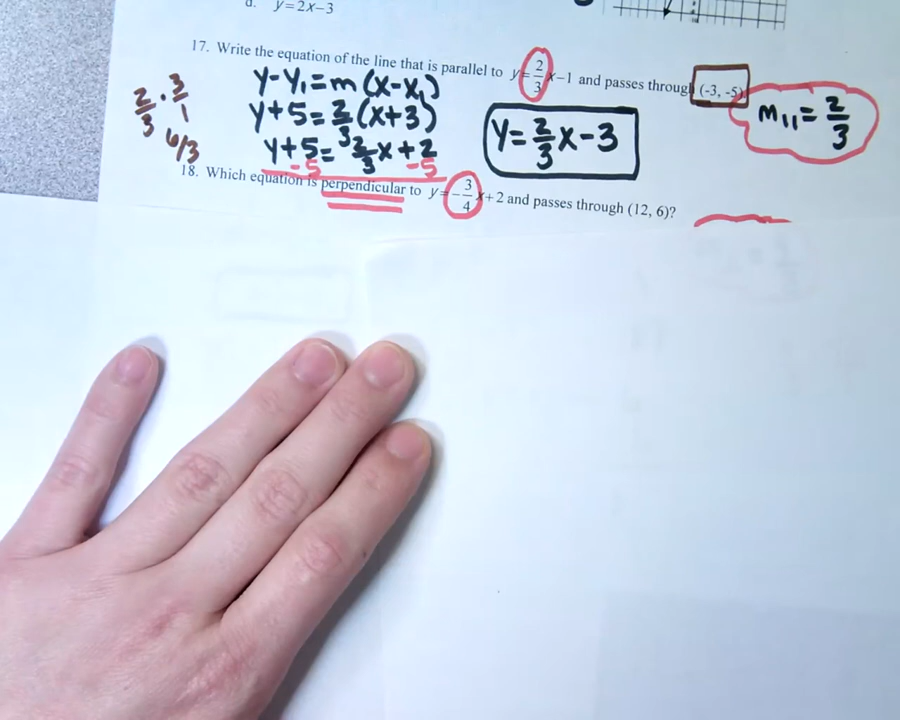 d. y=2x-3
17. Write the equation of the line that is parallel to y=2/3x-1 and passes through (-3, -5)
y-y₁=m(x-x₁)
2/3 · 3/1
y+5=2/3(x+3)
y=2/3x-3
m₁₁=2/3
6/3
y+5=2/3x+2
-5 -5
18. Which equation is perpendicular to y=-3/4x+2 and passes through (12, 6)?